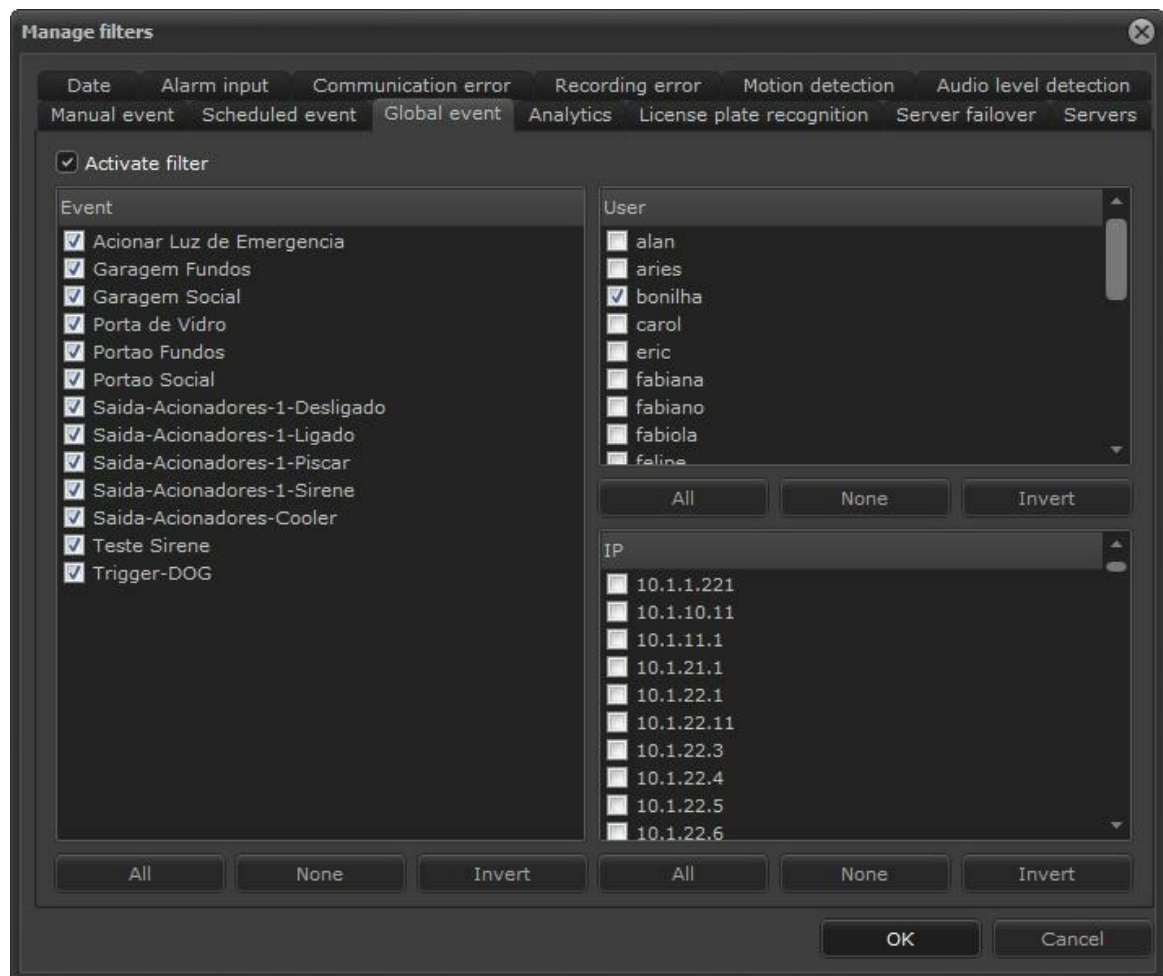 Manage filters
Date Alarm input Communication error Recording error Motion detection Audio level detection
Manual event Scheduled event Global event Analytics License plate recognition Server failover Servers
Activate filter
Event
Acionar Luz de Emergencia
Garagem Fundos
Garagem Social
Porta de Vidro
Portao Fundos
Portao Social
Saida-Acionadores-1-Desligado
Saida-Acionadores-1-Ligado
Saida-Acionadores-1-Piscar
Saida-Acionadores-1-Sirene
Saida-Acionadores-Cooler
Teste Sirene
Trigger-DOG
All None Invert
User
alan
aries
bonilha
carol
eric
fabiana
fabiano
fabiola
felipe
All None Invert
IP
10.1.1.221
10.1.10.11
10.1.11.1
10.1.21.1
10.1.22.1
10.1.22.11
10.1.22.3
10.1.22.4
10.1.22.5
10.1.22.6
All None Invert
OK Cancel